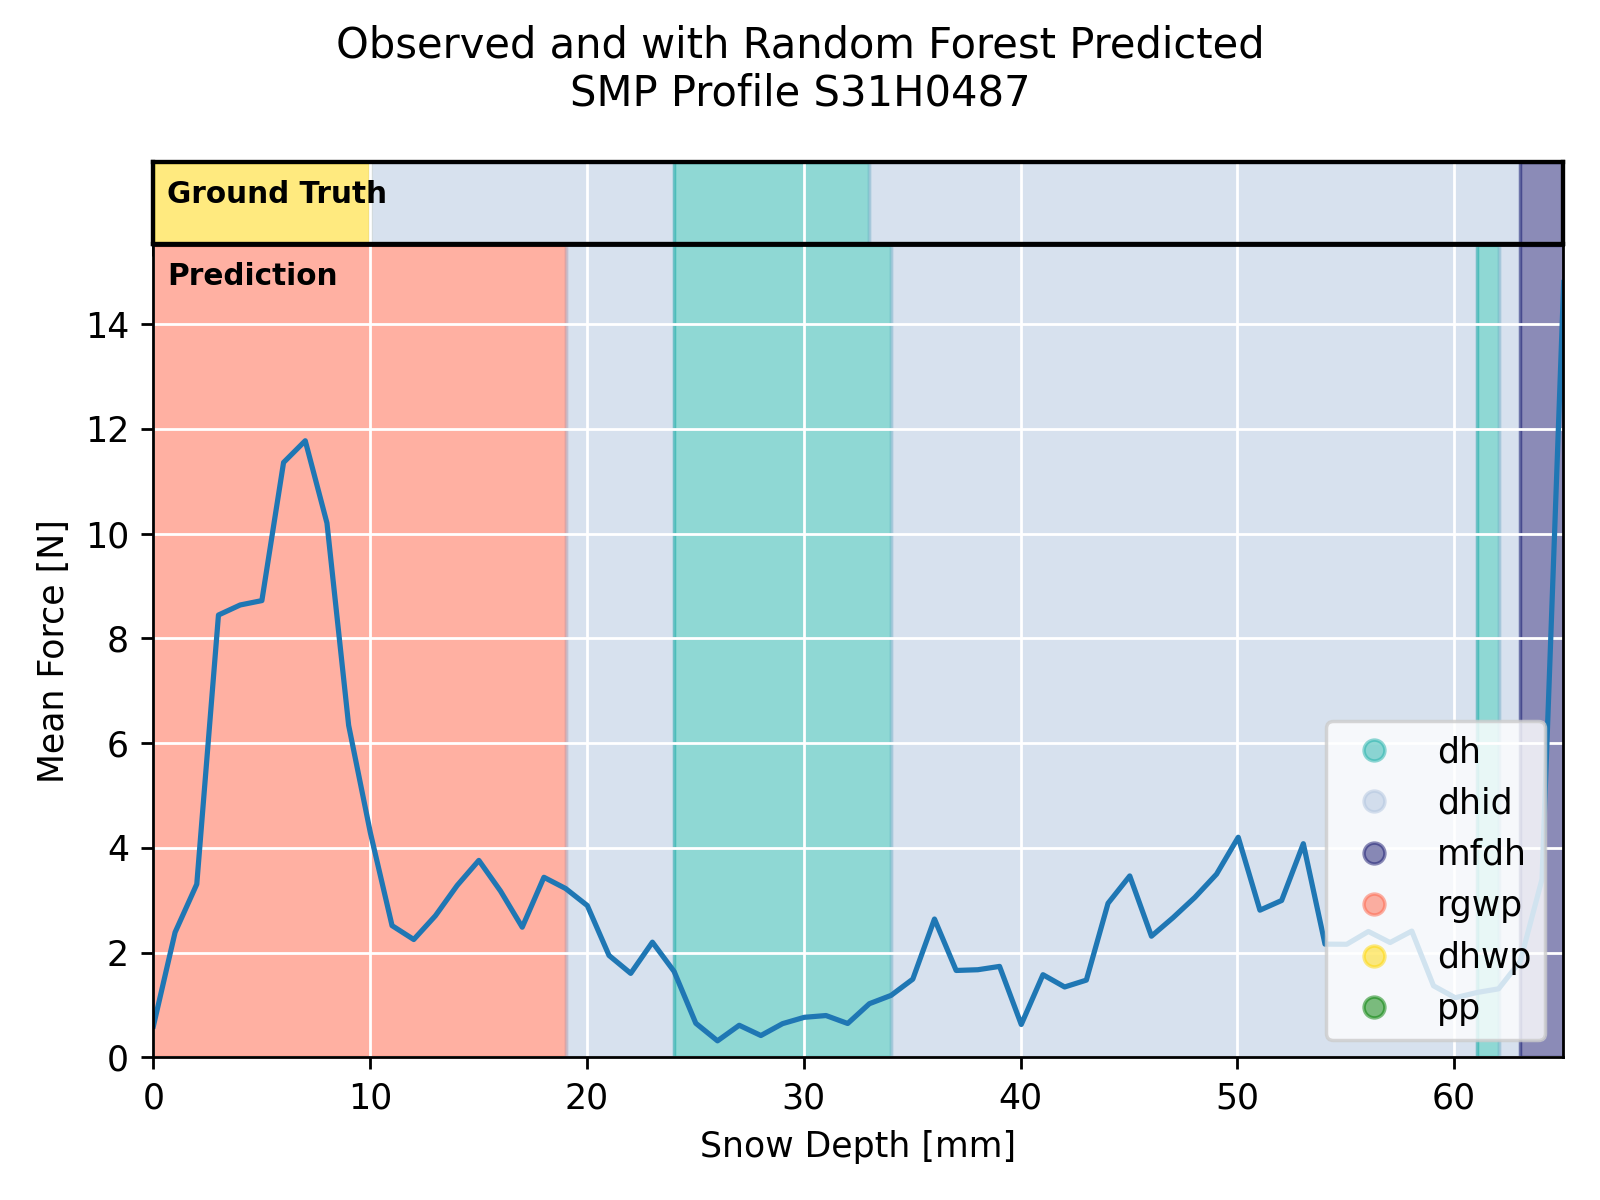 Observed and with Random Forest Predicted
SMP Profile S31H0487
Ground Truth
Prediction
14
12
10
8
6
4
2
0
Mean Force [N]
dh
dhid
mfdh
rgwp
dhwp
pp
0 10 20 30 40 50 60
Snow Depth [mm]